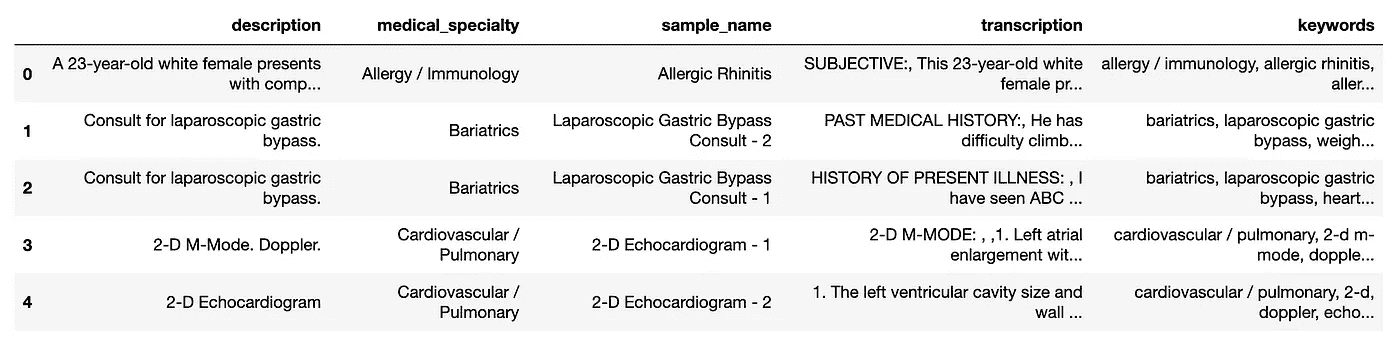 description medical_specialty sample_name transcription keywords
0 A 23-year-old white female presents with comp... Allergy / Immunology Allergic Rhinitis SUBJECTIVE:, This 23-year-old white female pr... allergy / immunology, allergic rhinitis, aller...
1 Consult for laparoscopic gastric bypass. Bariatrics Laparoscopic Gastric Bypass Consult - 2 PAST MEDICAL HISTORY:, He has difficulty climb... bariatrics, laparoscopic gastric bypass, weigh...
2 Consult for laparoscopic gastric bypass. Bariatrics Laparoscopic Gastric Bypass Consult - 1 HISTORY OF PRESENT ILLNESS: , I have seen ABC ... bariatrics, laparoscopic gastric bypass, heart...
3 2-D M-Mode. Doppler. Cardiovascular / Pulmonary 2-D Echocardiogram - 1 2-D M-MODE: , ,1. Left atrial enlargement wit... cardiovascular / pulmonary, 2-d m-mode, dopple...
4 2-D Echocardiogram Cardiovascular / Pulmonary 2-D Echocardiogram - 2 1. The left ventricular cavity size and wall ... cardiovascular / pulmonary, 2-d, doppler, echo...